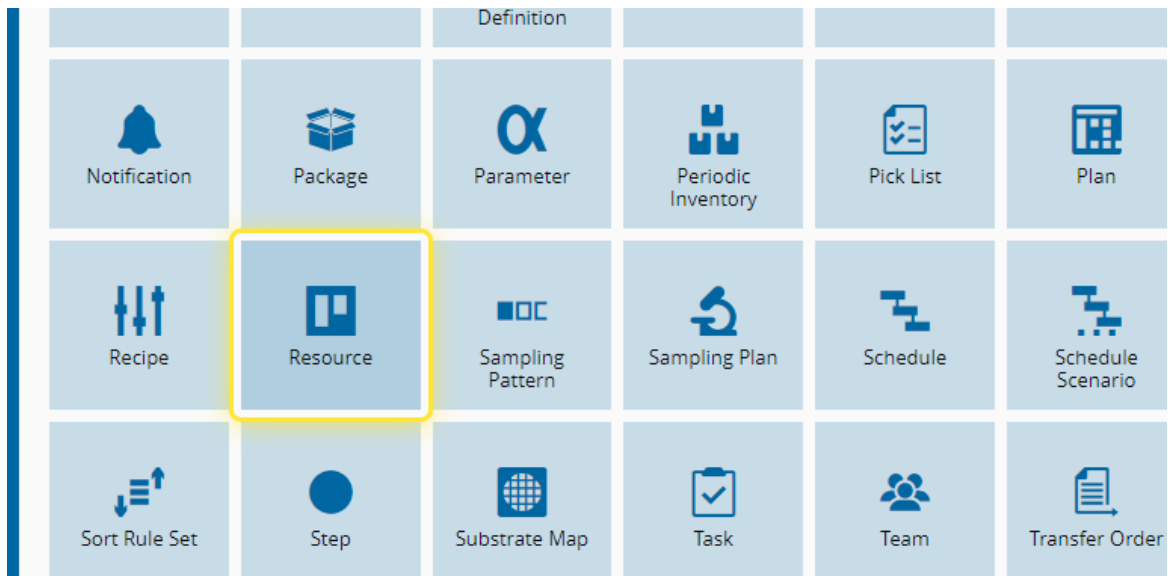 Definition
Notification
Package
Parameter
Periodic
Inventory
Pick List
Plan
Recipe
Resource
Sampling
Pattern
Sampling Plan
Schedule
Schedule
Scenario
Sort Rule Set
Step
Substrate Map
Task
Team
Transfer Order